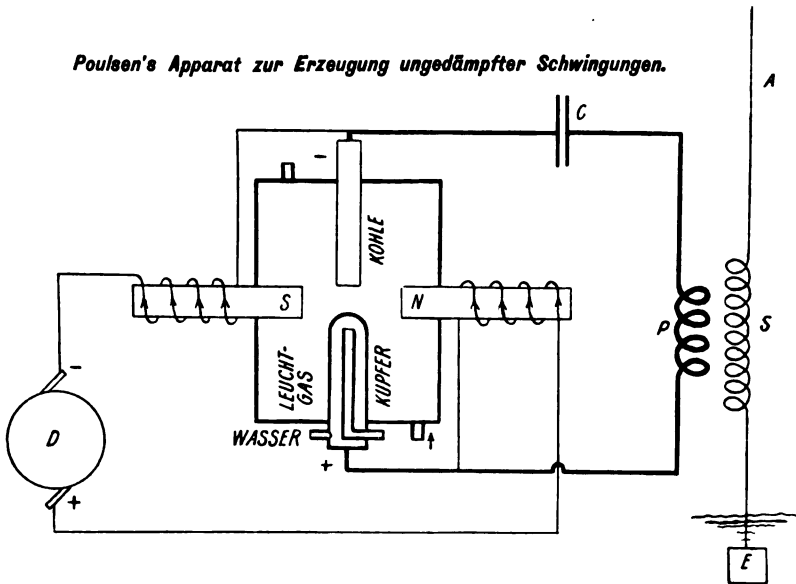 Poulsen's Apparat zur Erzeugung ungedämpfter Schwingungen.
A
C
-
KOHLE
S
N
P
S
LEUCHT-
GAS
KUPFER
-
D
WASSER
+
+
E